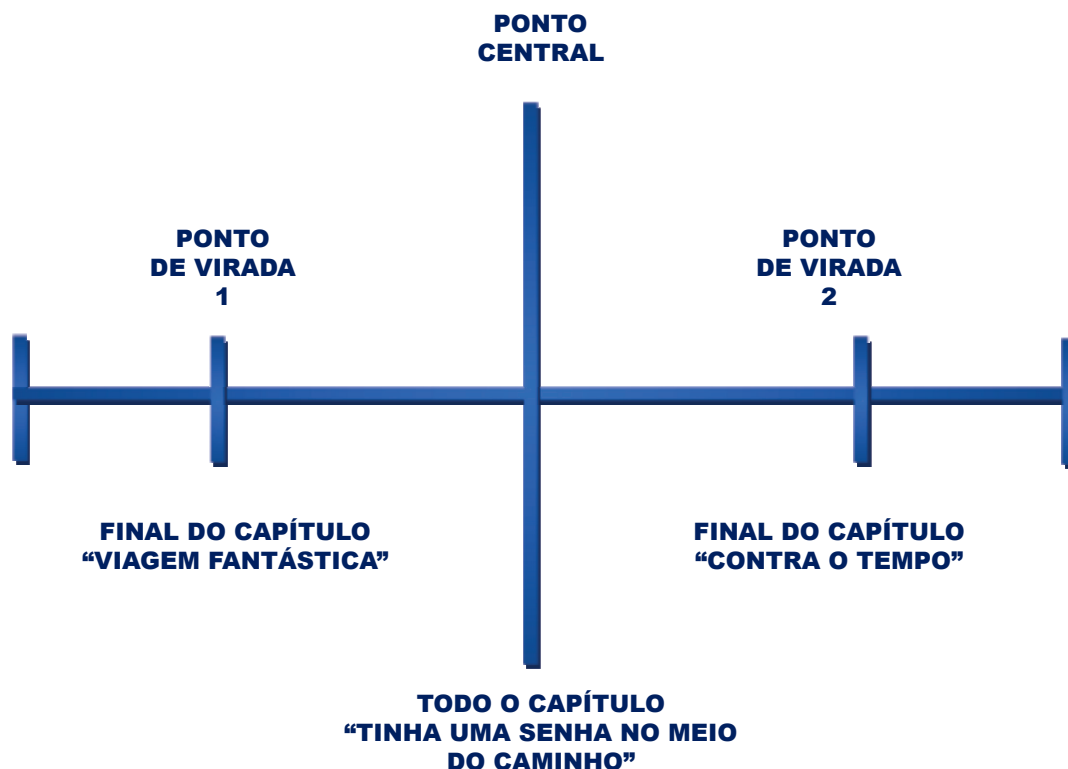 PONTO
CENTRAL
PONTO
DE VIRADA
1
PONTO
DE VIRADA
2
FINAL DO CAPÍTULO
“VIAGEM FANTÁSTICA”
FINAL DO CAPÍTULO
“CONTRA O TEMPO”
TODO O CAPÍTULO
“TINHA UMA SENHA NO MEIO
DO CAMINHO”